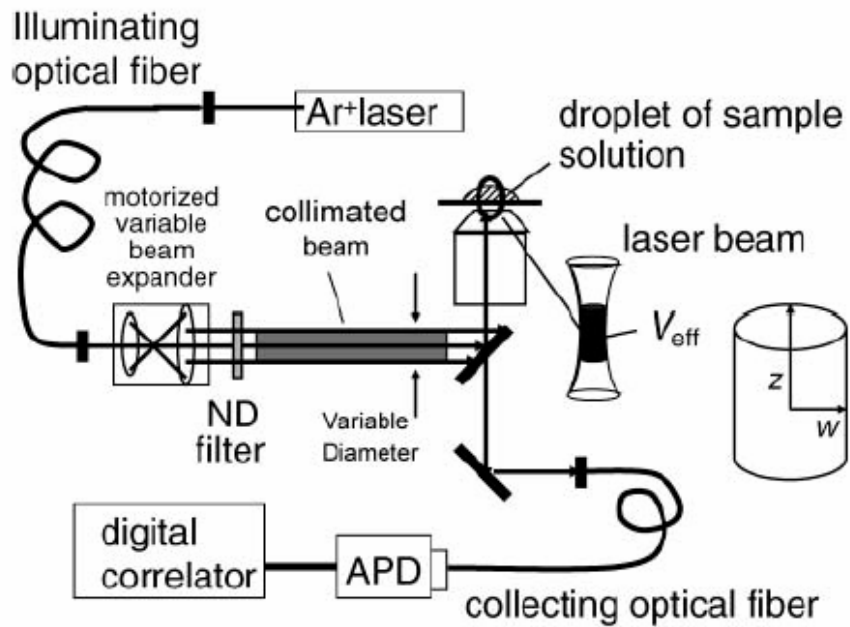 Illuminating
optical fiber
Ar+laser
droplet of sample
solution
motorized
variable
beam
expander
collimated
beam
laser beam
Veff
z
w
ND
filter
Variable
Diameter
digital
correlator
APD
collecting optical fiber